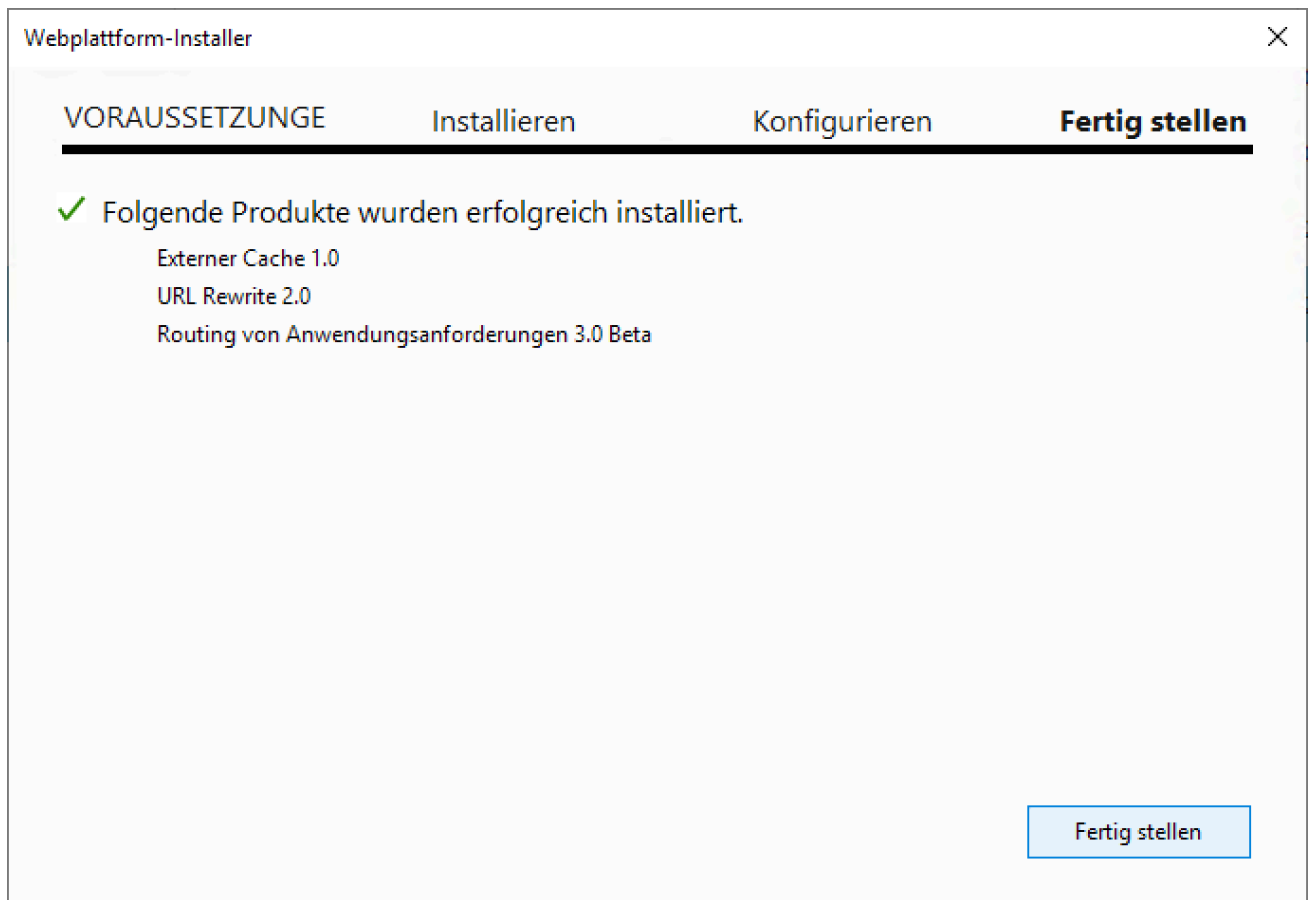 Webplattform-Installer
VORAUSSETZUNGE Installieren Konfigurieren Fertig stellen
Folgende Produkte wurden erfolgreich installiert.
Externer Cache 1.0
URL Rewrite 2.0
Routing von Anwendungsanforderungen 3.0 Beta
Fertig stellen